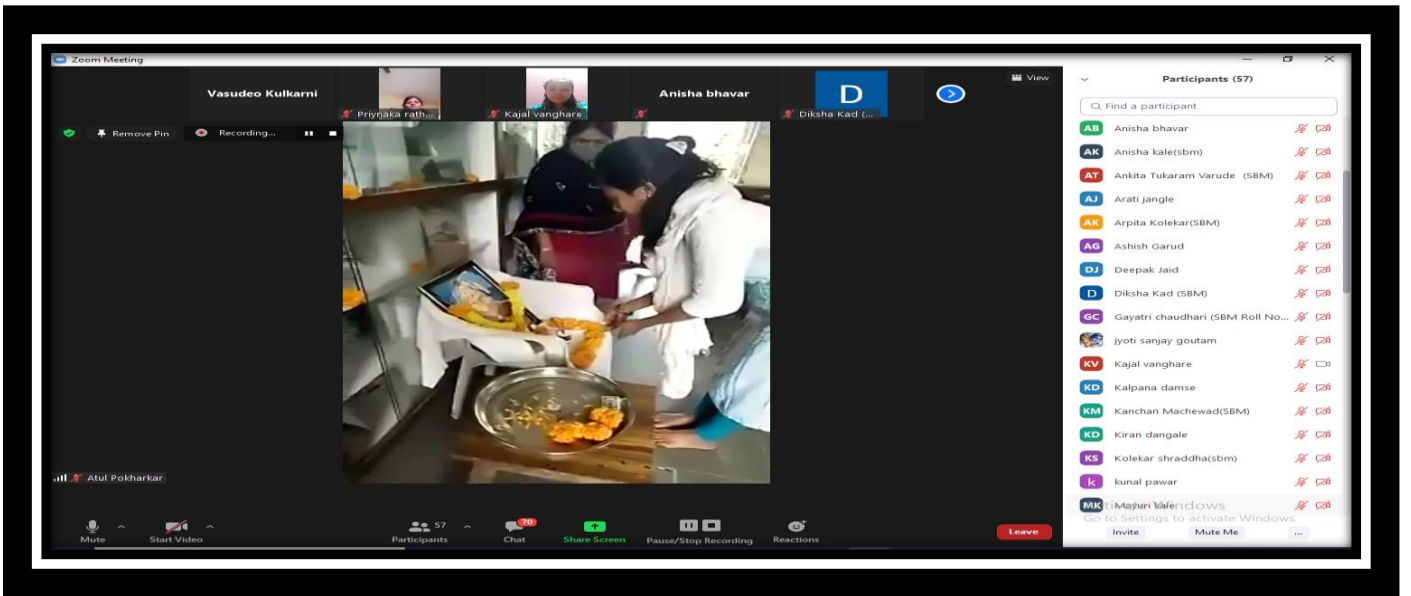 Zoom Meeting
Vasudeo Kulkarni
Priynaka rath...
Kajal vanghare
Anisha bhavar
D
Diksha Kad (...
View
Remove Pin
Recording...
Atul Pokharkar
Mute
Start Video
57
Participants
70
Chat
Share Screen
Pause/Stop Recording
Reactions
Leave
Participants (57)
Find a participant
AB Anisha bhavar
AK Anisha kale(sbm)
AT Ankita Tukaram Varude (SBM)
AJ Arati jangle
AK Arpita Kolekar(SBM)
AG Ashish Garud
DJ Deepak Jaid
D Diksha Kad (SBM)
GC Gayatri chaudhari (SBM Roll No...
jyoti sanjay goutam
KV Kajal vanghare
KD Kalpana damse
KM Kanchan Machewad(SBM)
KD Kiran dangale
KS Kolekar shraddha(sbm)
k kunal pawar
MK Mayuri
Go to Settings to activate Windows.
Invite
Mute Me
...